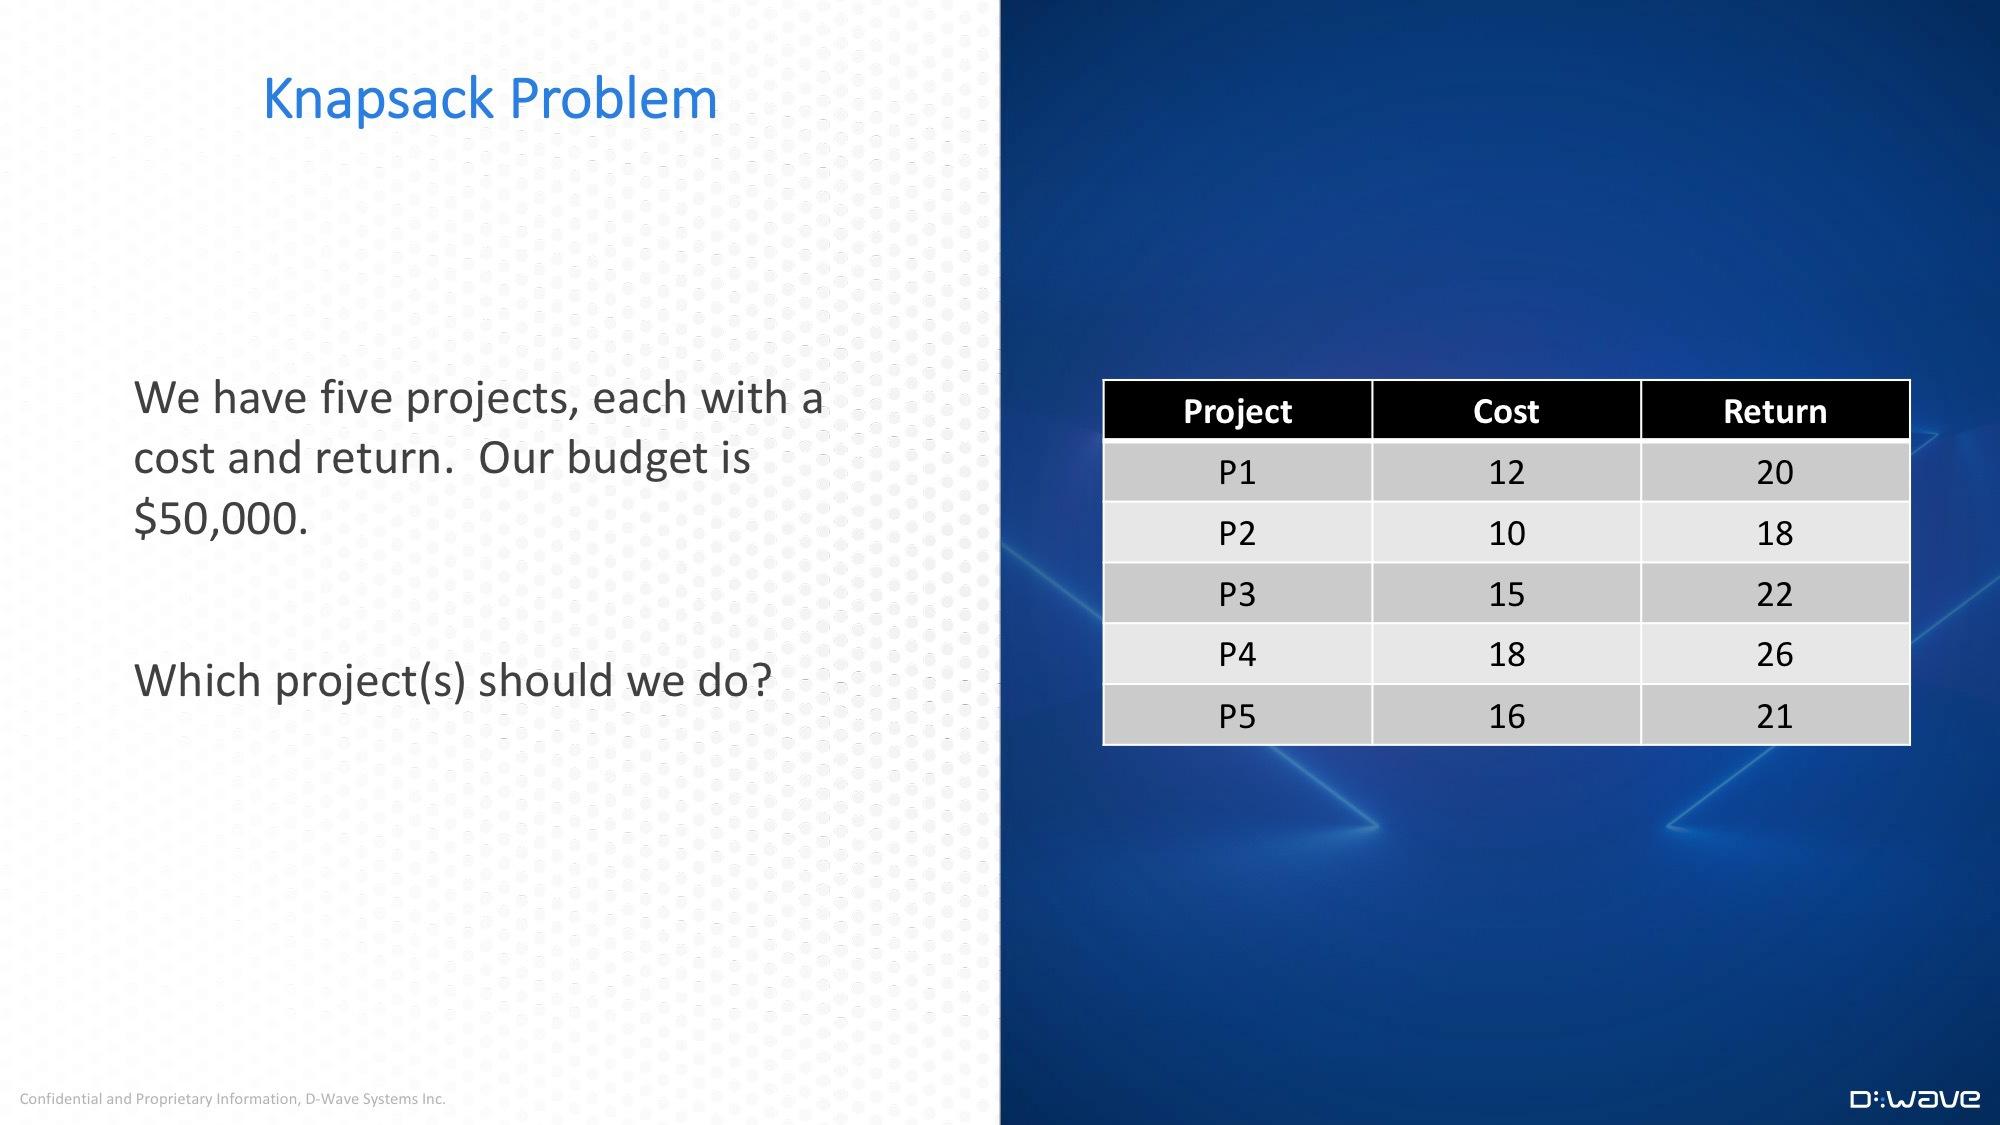 Knapsack Problem
We have five projects, each with a
cost and return.  Our budget is
$50,000.
Which project(s) should we do?
Project Cost Return
P1 12 20
P2 10 18
P3 15 22
P4 18 26
P5 16 21
Confidential and Proprietary Information, D-Wave Systems Inc.
D:wave